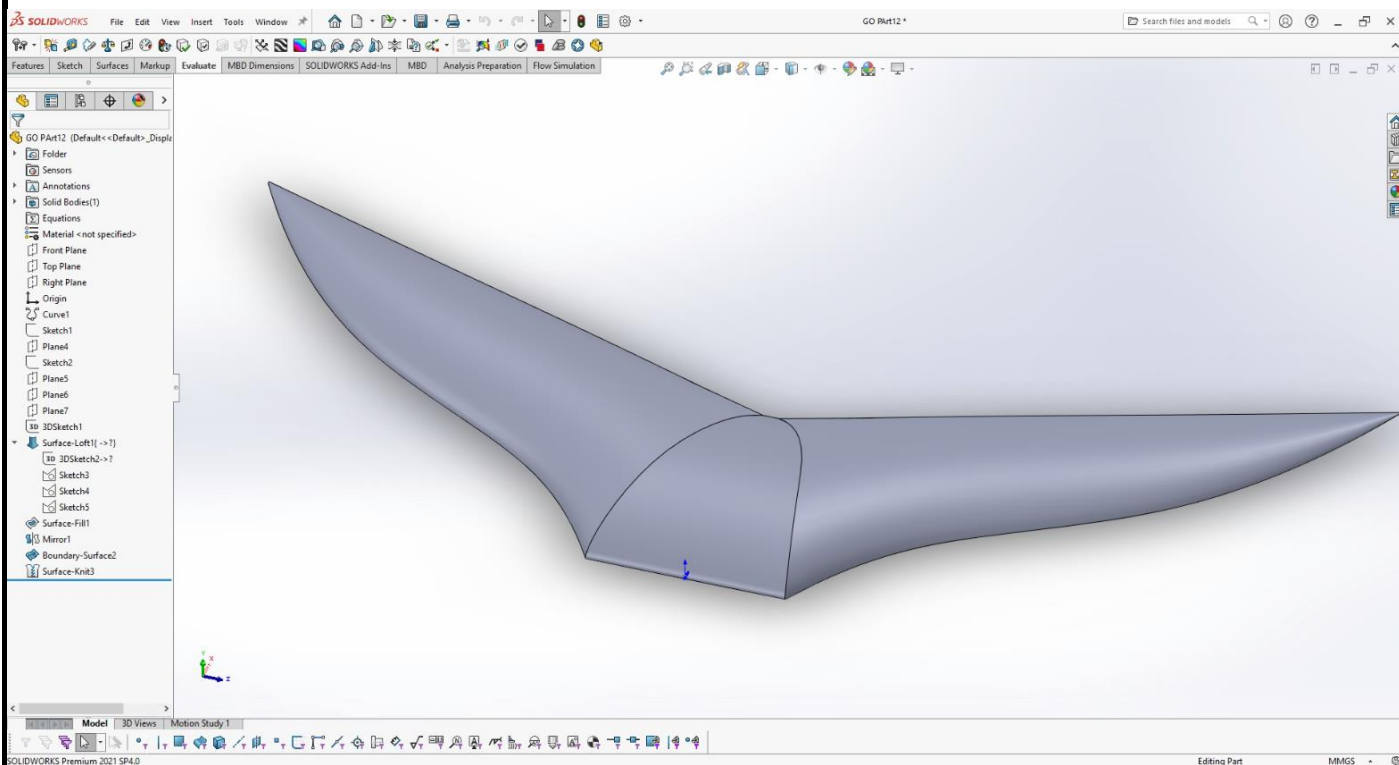 SOLIDWORKS File Edit View Insert Tools Window GO PArt12 * Search files and models
Features Sketch Surfaces Markup Evaluate MBD Dimensions SOLIDWORKS Add-Ins MBD Analysis Preparation Flow Simulation
GO PArt12 (Default<<Default>_Displa
Folder
Sensors
Annotations
Solid Bodies(1)
Equations
Material <not specified>
Front Plane
Top Plane
Right Plane
Origin
Curve1
Sketch1
Plane4
Sketch2
Plane5
Plane6
Plane7
3D 3DSketch1
Surface-Loft1( ->?)
3D 3DSketch2->?
Sketch3
Sketch4
Sketch5
Surface-Fill1
Mirror1
Boundary-Surface2
Surface-Knit3
Y
X
Z
Model 3D Views Motion Study 1
SOLIDWORKS Premium 2021 SP4.0 Editing Part MMGS